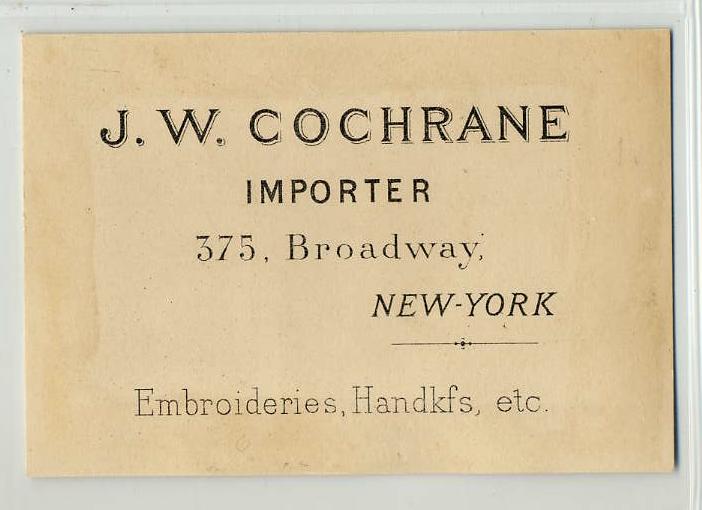 J. W. COCHRANE
IMPORTER
375, Broadway,
NEW-YORK
Embroideries, Handkfs, etc.